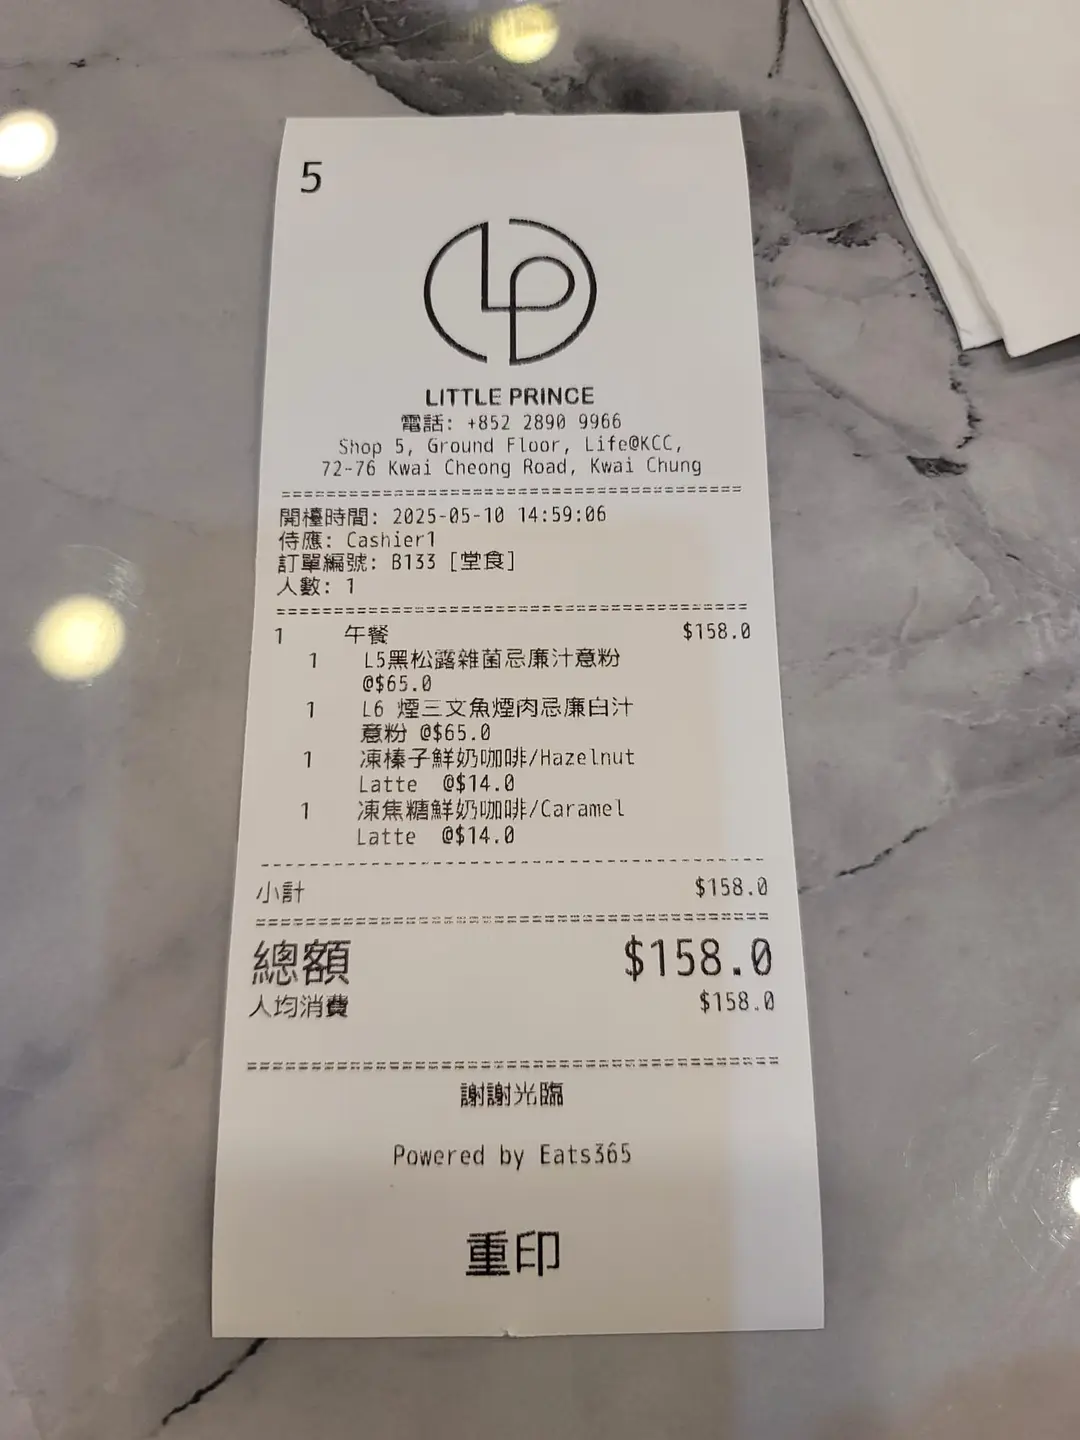 5
LP
LITTLE PRINCE
電話: +852 2890 9966
Shop 5, Ground Floor, Life@KCC,
72-76 Kwai Cheong Road, Kwai Chung
開檯時間: 2025-05-10 14:59:06
侍應: Cashier1
訂單編號: B133 [堂食]
人數: 1
1 午餐 $158.0
1 L5黑松露雜菌忌廉汁意粉
@$65.0
1 L6 煙三文魚煙肉忌廉白汁
意粉 @$65.0
1 凍榛子鮮奶咖啡/Hazelnut
Latte @$14.0
1 凍焦糖鮮奶咖啡/Caramel
Latte @$14.0
小計 $158.0
總額 $158.0
人均消費 $158.0
謝謝光臨
Powered by Eats365
重印